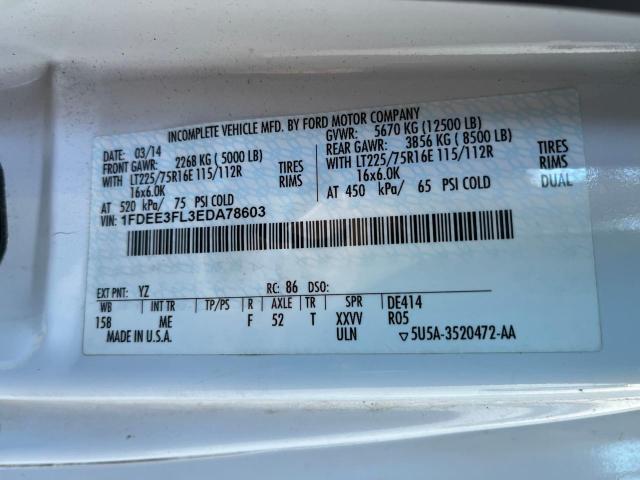 INCOMPLETE VEHICLE MFD. BY FORD MOTOR COMPANY
DATE: 03/14 GVWR: 5670 KG (12500 LB)
FRONT GAWR: 2268 KG ( 5000 LB) REAR GAWR: 3856 KG ( 8500 LB)
WITH LT225/75R16E 115/112R TIRES WITH LT225/75R16E 115/112R TIRES
16x6.0K RIMS 16x6.0K RIMS
AT 520 kPa/ 75 PSI COLD AT 450 kPa/ 65 PSI COLD DUAL
VIN: 1FDEE3FL3EDA78603
EXT PNT: YZ RC: 86 DSO:
WB INT TR TP/PS R AXLE TR SPR DE414
158 ME F 52 T XXVV R05
MADE IN U.S.A. ULN ▽5U5A-3520472-AA